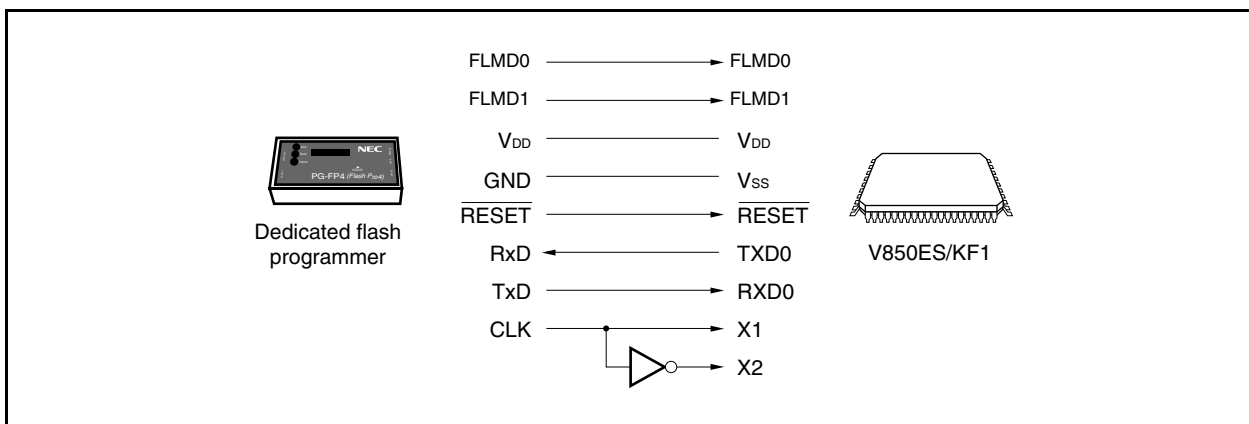 FLMD0 FLMD0
FLMD1 FLMD1
VDD VDD
GND VSS
RESET RESET
RxD TXD0
TxD RXD0
CLK X1
X2
NEC
PG-FP4 (Flash Pro4)
Dedicated flash
programmer
V850ES/KF1